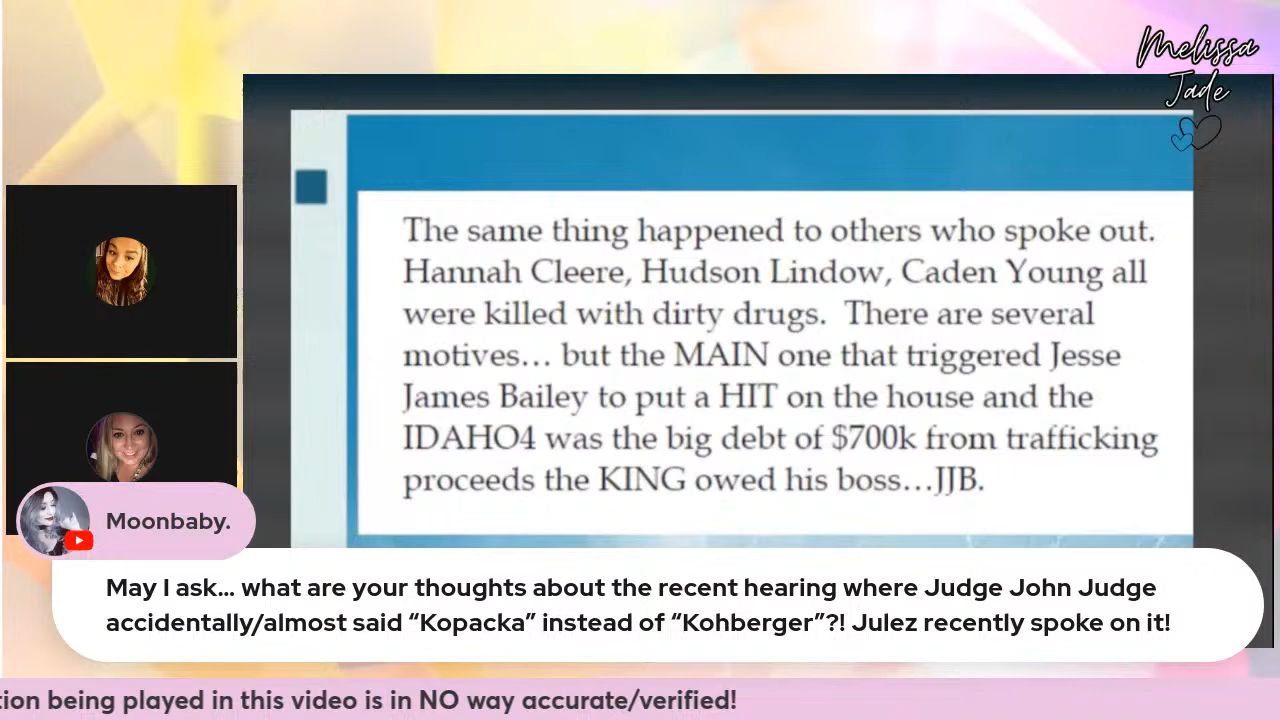 Melissa
Jade
The same thing happened to others who spoke out.
Hannah Cleere, Hudson Lindow, Caden Young all
were killed with dirty drugs.  There are several
motives... but the MAIN one that triggered Jesse
James Bailey to put a HIT on the house and the
IDAHO4 was the big debt of $700k from trafficking
proceeds the KING owed his boss...JJB.
Moonbaby.
May I ask... what are your thoughts about the recent hearing where Judge John Judge
accidentally/almost said “Kopacka” instead of “Kohberger”?! Julez recently spoke on it!
tion being played in this video is in NO way accurate/verified!